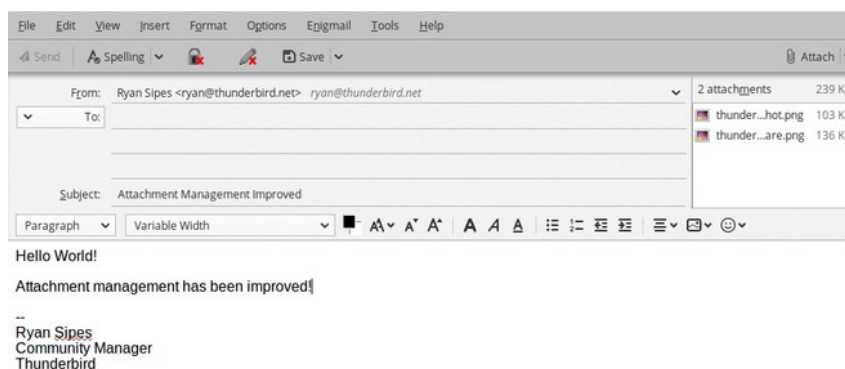 File Edit View Insert Format Options Enigmail Tools Help
Send Spelling Save Attach
From: Ryan Sipes <ryan@thunderbird.net> ryan@thunderbird.net 2 attachments 239 K
To: thunder...hot.png 103 K
thunder...are.png 136 K
Subject: Attachment Management Improved
Paragraph Variable Width
Hello World!
Attachment management has been improved!
--
Ryan Sipes
Community Manager
Thunderbird